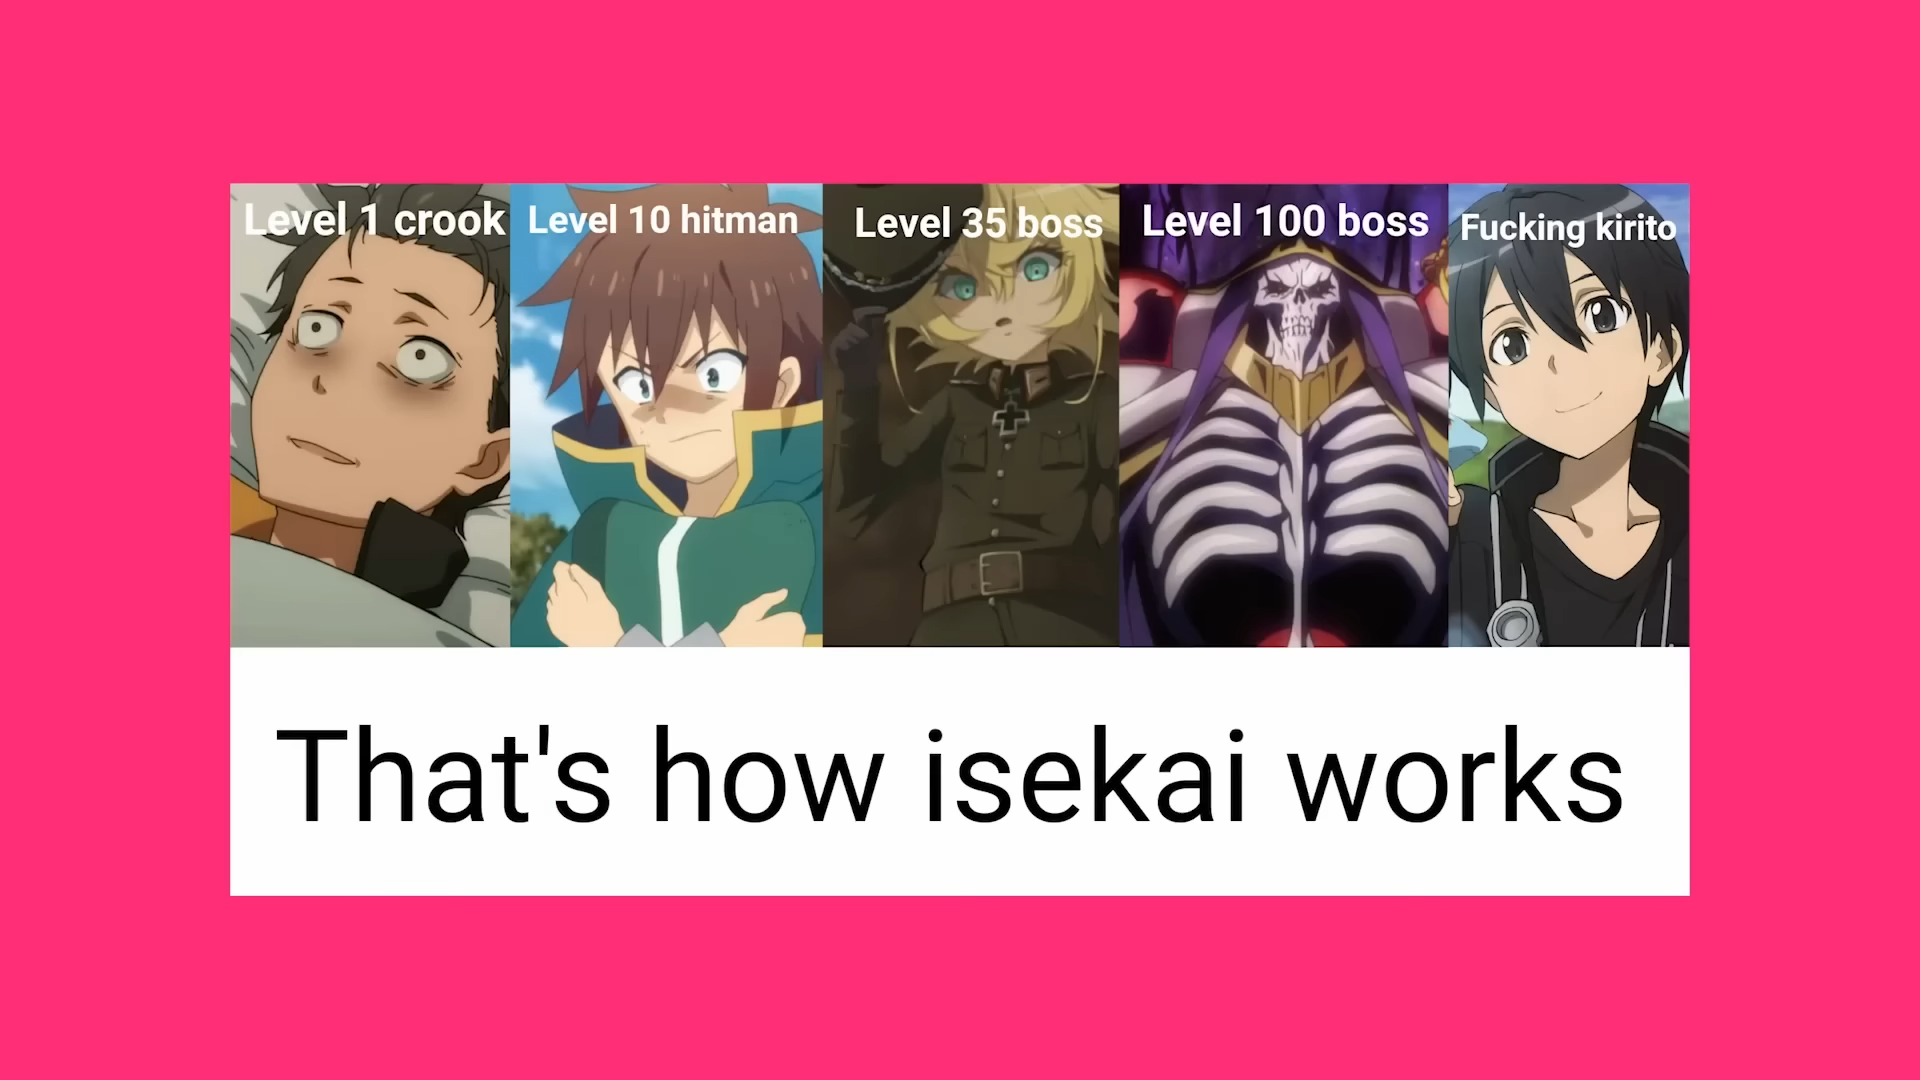 Level 1 crook
Level 10 hitman
Level 35 boss
Level 100 boss
Fucking kirito
That's how isekai works